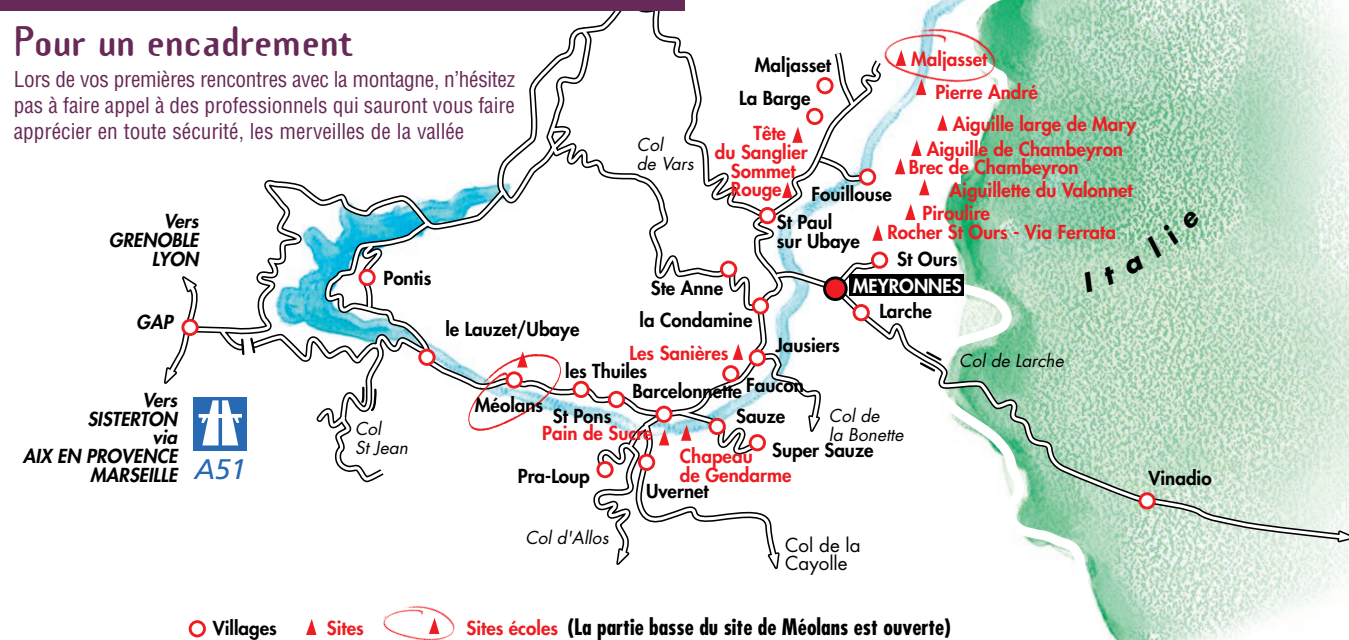 Pour un encadrement
Lors de vos premières rencontres avec la montagne, n'hésitez
pas à faire appel à des professionnels qui sauront vous faire
apprécier en toute sécurité, les merveilles de la vallée
Maljasset
Maljasset
Pierre André
La Barge
Aiguille large de Mary
Tête
du Sanglier
Sommet
Rouge
Col
de Vars
Aiguille de Chambeyron
Brec de Chambeyron
Fouillouse
Aiguillette du Valonnet
Piroulire
St Paul
sur Ubaye
Rocher St Ours - Via Ferrata
Italie
Vers
GRENOBLE
LYON
St Ours
Pontis
Ste Anne
MEYRONNES
GAP
la Condamine
Larche
le Lauzet/Ubaye
Jausiers
Les Sanières
Col de Larche
les Thuiles
Faucon
Barcelonnette
Méolans
St Pons
Vers
SISTERTON
via
AIX EN PROVENCE
MARSEILLE
A51
Col
St Jean
Sauze
Col de
la Bonette
Pain de Sucre
Super Sauze
Chapeau
de Gendarme
Pra-Loup
Uvernet
Vinadio
Col d'Allos
Col de la
Cayolle
Villages
Sites
Sites écoles (La partie basse du site de Méolans est ouverte)